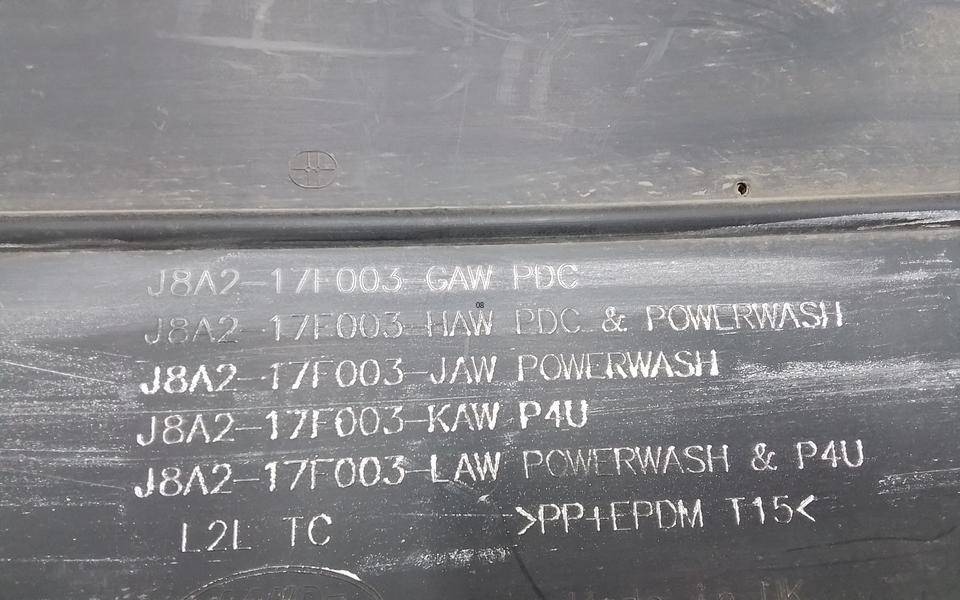 J8A2-17F003-GAW PDC
08
J8A2-17F003-HAW PDC & POWERWASH
J8A2-17F003-JAW POWERWASH
J8A2-17F003-KAW P4U
J8A2-17F003-LAW POWERWASH & P4U
L2L TC >PP+EPDM T15<